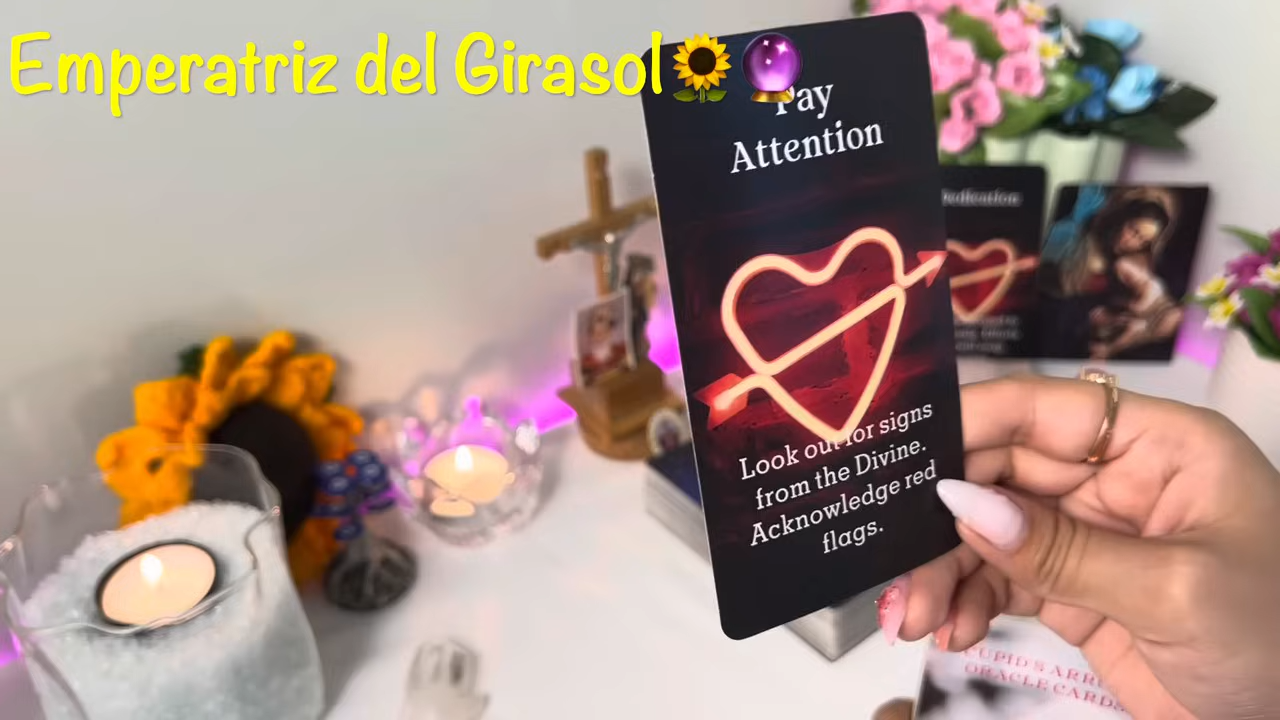 Emperatriz del Girasol🌻🔮
Pay
Attention
Look out for signs
from the Divine.
Acknowledge red
flags.
Dedication
CUPID'S ARR
ORACLE CARDS